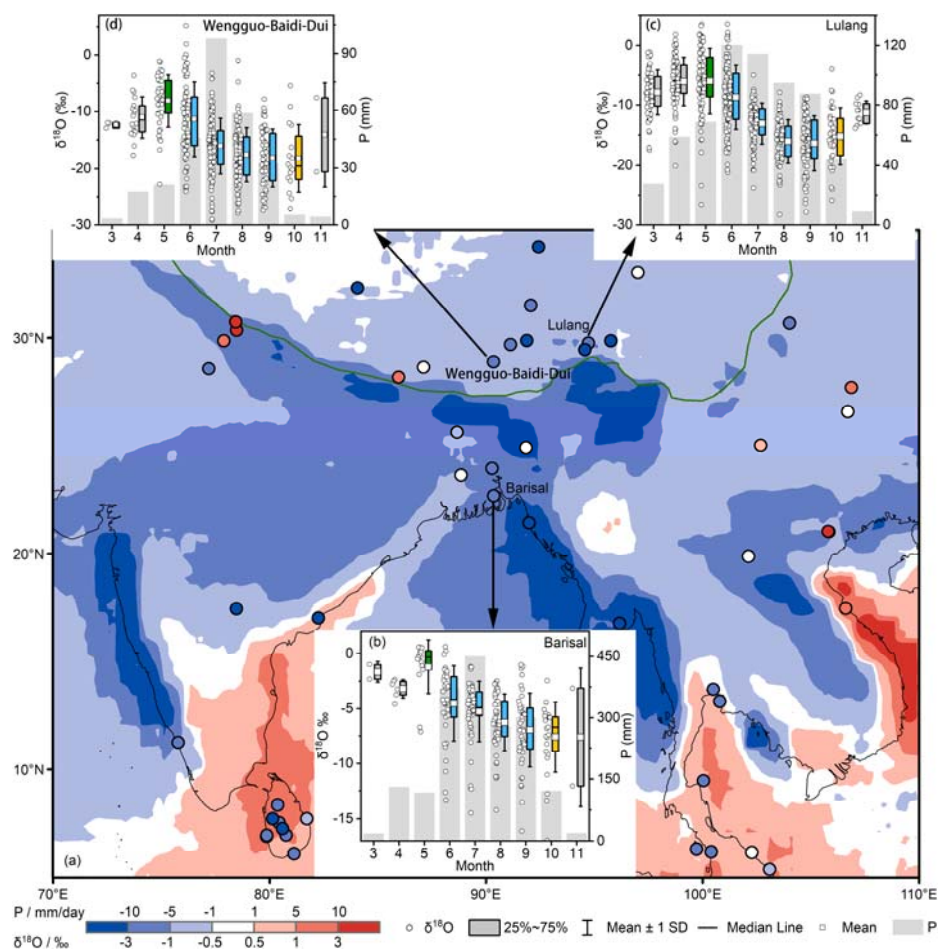 (d) Wengguo-Baidi-Dui
δ18O (‰)
0
-10
-20
-30
3 4 5 6 7 8 9 10 11
Month
90
60
30
0
P (mm)
(c) Lulang
δ18O (‰)
5
0
-5
-10
-15
-20
-25
-30
3 4 5 6 7 8 9 10 11
Month
120
80
40
0
P (mm)
30°N
20°N
10°N
Lulang
Wengguo-Baidi-Dui
Barisal
(b) Barisal
δ18O ‰
0
-5
-10
-15
3 4 5 6 7 8 9 10 11
Month
450
300
150
0
P (mm)
(a)
70°E 80°E 90°E 100°E 110°E
P / mm/day -10 -5 -1 1 5 10
δ18O / ‰ -3 -1 -0.5 0.5 1 3
δ18O 25%~75% Mean ± 1 SD Median Line Mean P